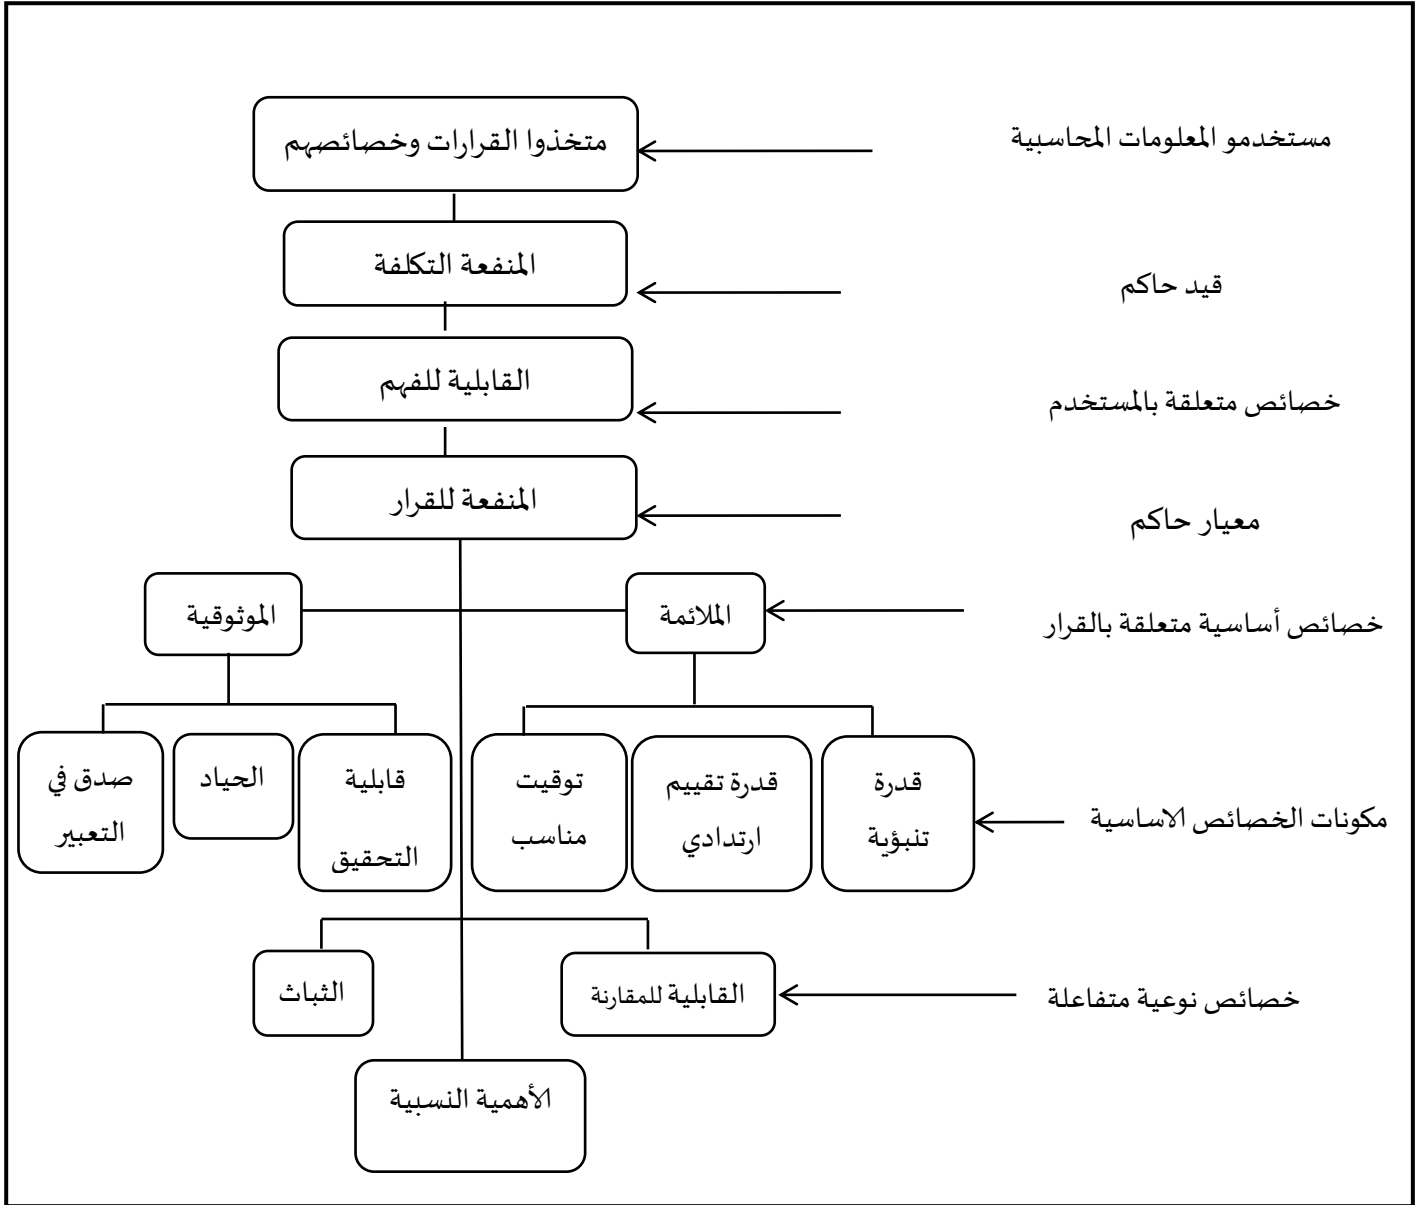 مستخدمو المعلومات المحاسبية
متخذوا القرارات وخصائصهم
قيد حاكم
المنفعة التكلفة
خصائص متعلقة بالمستخدم
القابلية للفهم
معيار حاكم
المنفعة للقرار
خصائص أساسية متعلقة بالقرار
الملائمة
الموثوقية
مكونات الخصائص الاساسية
قدرة
تنبؤية
قدرة تقييم
ارتدادي
توقيت
مناسب
قابلية
التحقيق
الحياد
صدق في
التعبير
خصائص نوعية متفاعلة
القابلية للمقارنة
الثباث
الأهمية النسبية